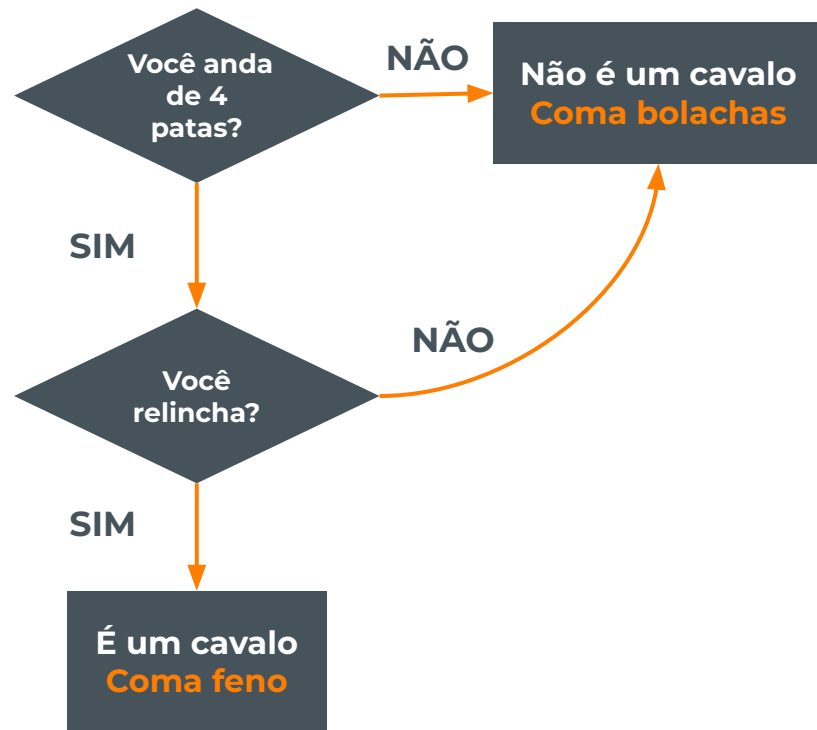 Você anda
de 4
patas?
NÃO
Não é um cavalo
Coma bolachas
SIM
NÃO
Você
relincha?
SIM
É um cavalo
Coma feno